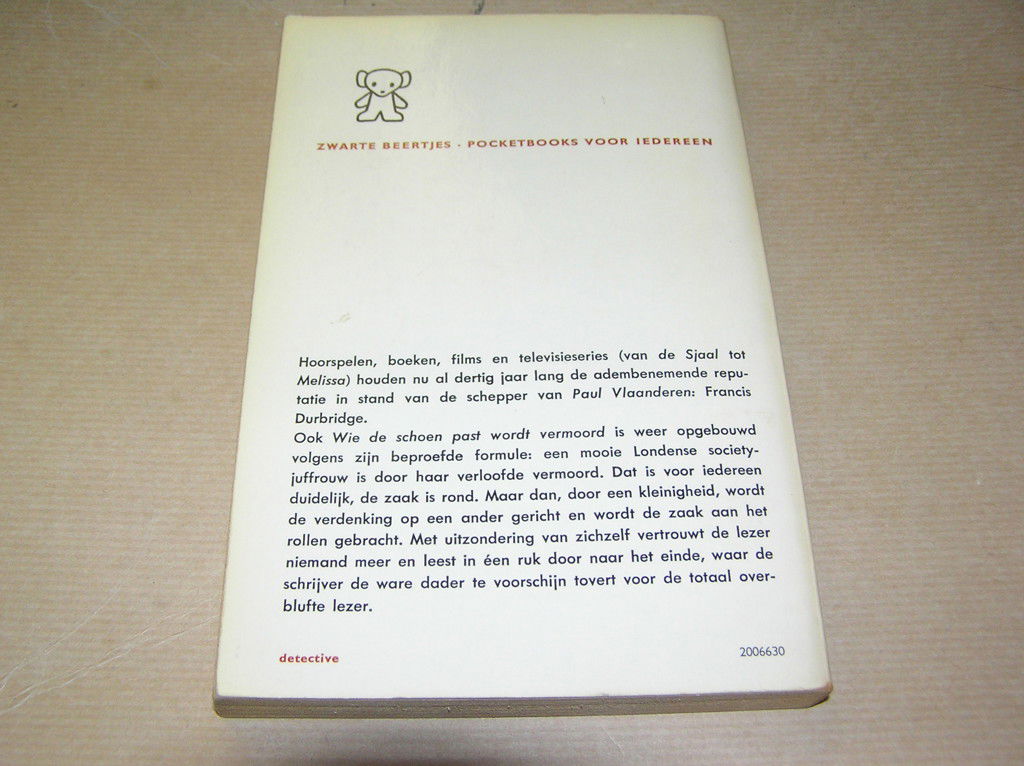 ZWARTE BEERTJES · POCKETBOOKS VOOR IEDEREEN
Hoorspelen, boeken, films en televisieseries (van de Sjaal tot
Melissa) houden nu al dertig jaar lang de adembenemende repu-
tatie in stand van de schepper van Paul Vlaanderen: Francis
Durbridge.
Ook Wie de schoen past wordt vermoord is weer opgebouwd
volgens zijn beproefde formule: een mooie Londense society-
juffrouw is door haar verloofde vermoord. Dat is voor iedereen
duidelijk, de zaak is rond. Maar dan, door een kleinigheid, wordt
de verdenking op een ander gericht en wordt de zaak aan het
rollen gebracht. Met uitzondering van zichzelf vertrouwt de lezer
niemand meer en leest in één ruk door naar het einde, waar de
schrijver de ware dader te voorschijn tovert voor de totaal over-
blufte lezer.
detective
2006630